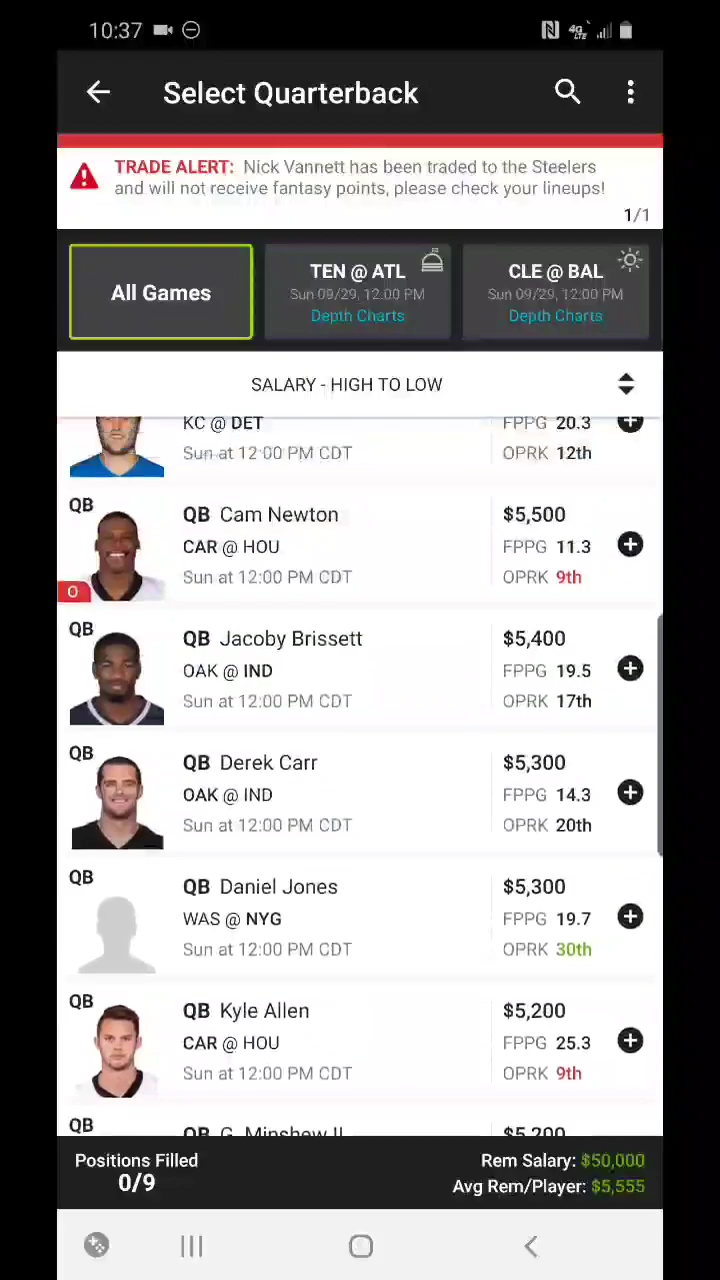 10:37
4G LTE
Select Quarterback
TRADE ALERT: Nick Vannett has been traded to the Steelers
and will not receive fantasy points, please check your lineups!
1/1
All Games
TEN @ ATL
Sun 09/29, 12:00 PM
Depth Charts
CLE @ BAL
Sun 09/29, 12:00 PM
Depth Charts
SALARY - HIGH TO LOW
KC @ DET
FPPG 20.3
Sun at 12:00 PM CDT
OPRK 12th
QB
QB Cam Newton
$5,500
CAR @ HOU
FPPG 11.3
Sun at 12:00 PM CDT
OPRK 9th
O
QB
QB Jacoby Brissett
$5,400
OAK @ IND
FPPG 19.5
Sun at 12:00 PM CDT
OPRK 17th
QB
QB Derek Carr
$5,300
OAK @ IND
FPPG 14.3
Sun at 12:00 PM CDT
OPRK 20th
QB
QB Daniel Jones
$5,300
WAS @ NYG
FPPG 19.7
Sun at 12:00 PM CDT
OPRK 30th
QB
QB Kyle Allen
$5,200
CAR @ HOU
FPPG 25.3
Sun at 12:00 PM CDT
OPRK 9th
QB
QB G. Minshew II
$5,200
Positions Filled
0/9
Rem Salary: $50,000
Avg Rem/Player: $5,555